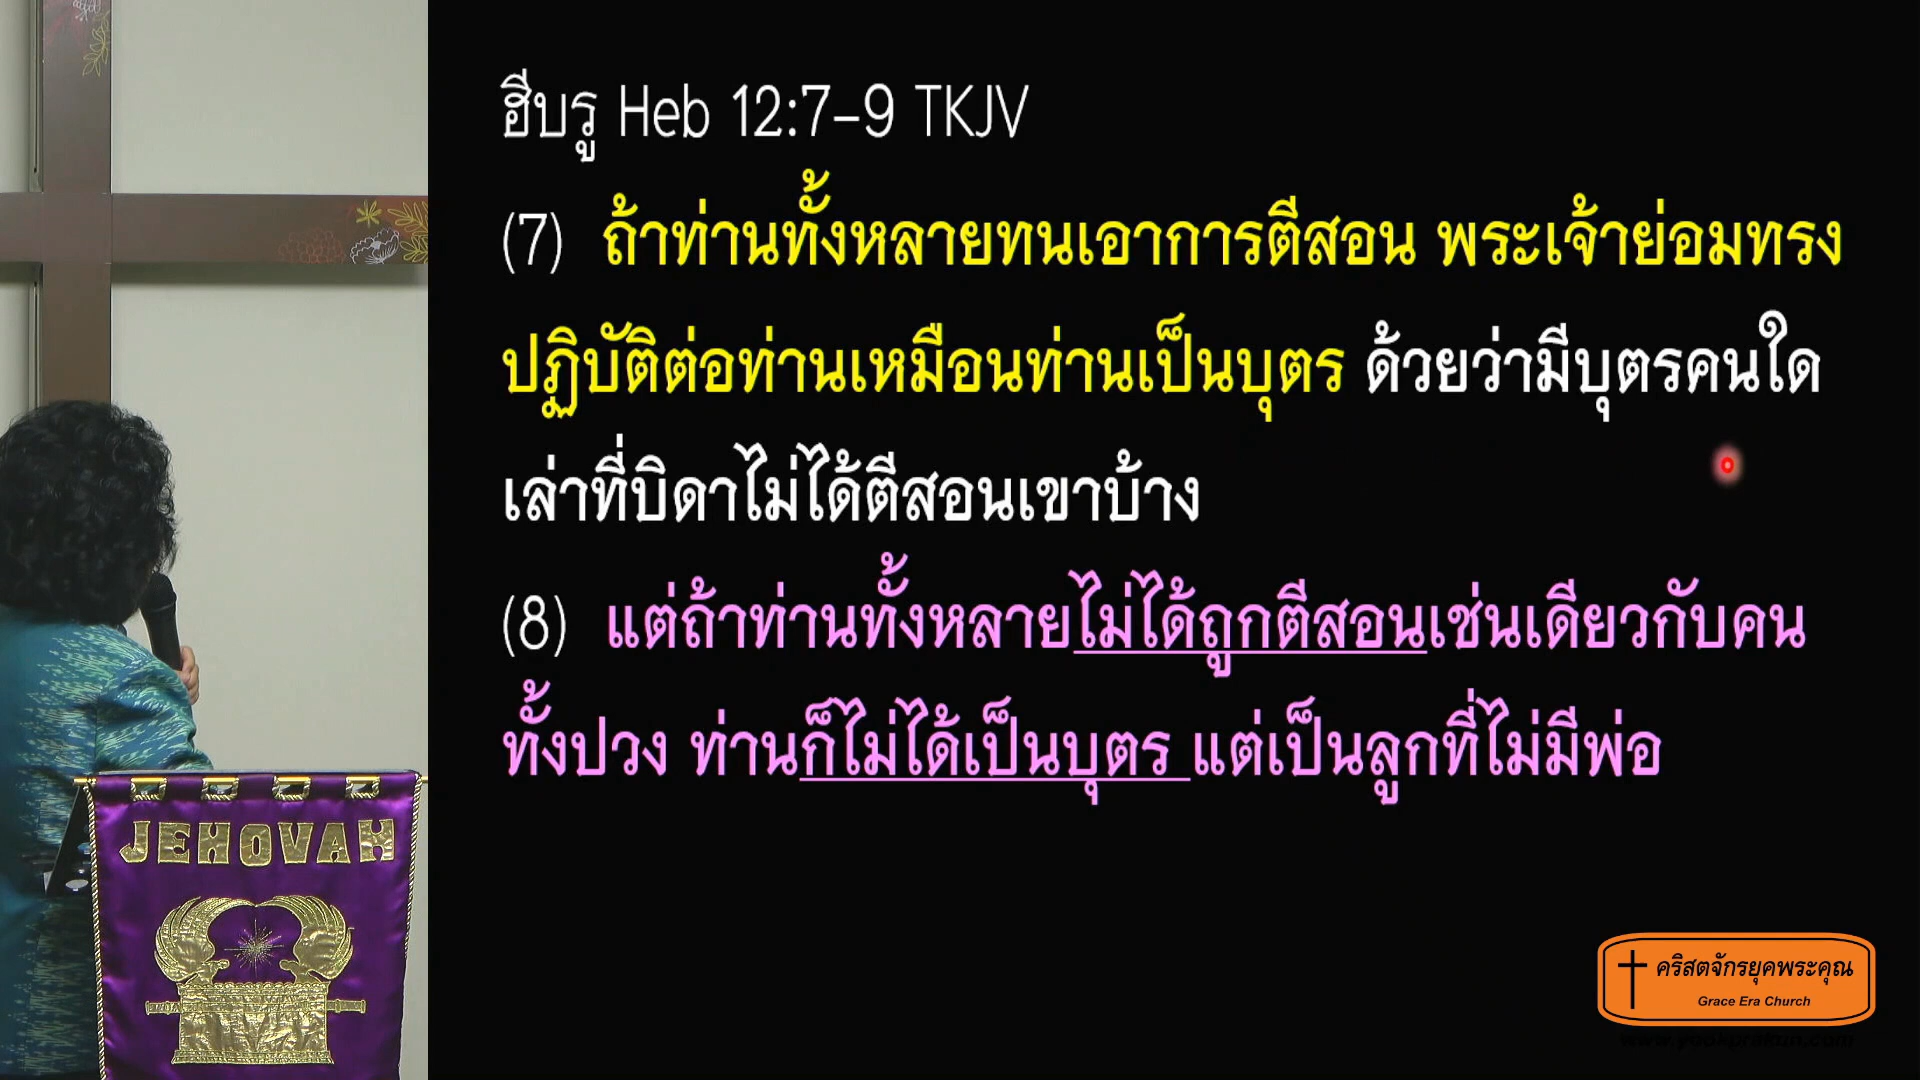 ฮีบรู Heb 12:7-9 TKJV
(7) ถ้าท่านทั้งหลายทนเอาการตีสอน พระเจ้าย่อมทรง
ปฏิบัติต่อท่านเหมือนท่านเป็นบุตร ด้วยว่ามีบุตรคนใด
เล่าที่บิดาไม่ได้ตีสอนเขาบ้าง
(8) แต่ถ้าท่านทั้งหลายไม่ได้ถูกตีสอนเช่นเดียวกับคน
ทั้งปวง ท่านก็ไม่ได้เป็นบุตร แต่เป็นลูกที่ไม่มีพ่อ
JEHOVAH
คริสตจักรยุคพระคุณ
Grace Era Church